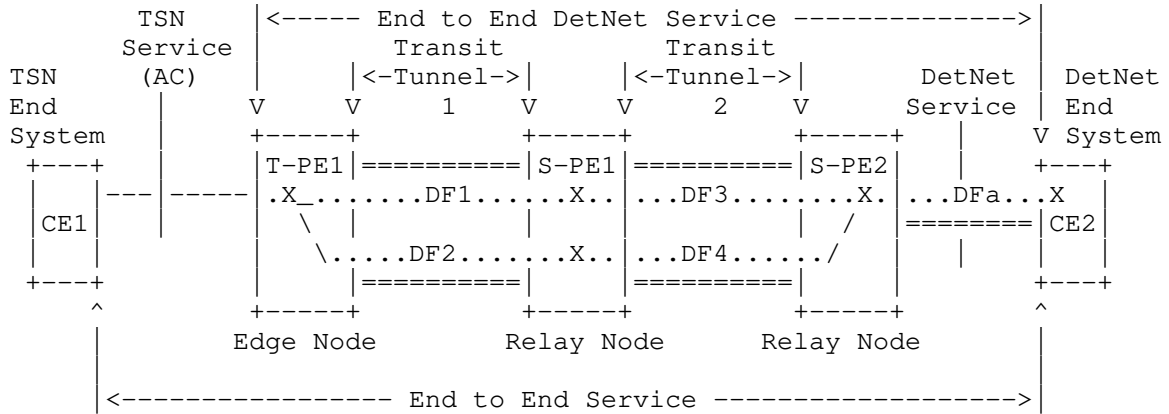 TSN |<----- End to End DetNet Service -------------->|
Service | Transit Transit |
TSN (AC) | |<-Tunnel->| |<-Tunnel->| DetNet | DetNet
End | V V 1 V V 2 V Service | End
System | +-----+ +-----+ +-----+ | V System
+---+ | |T-PE1|==========|S-PE1|==========|S-PE2| | +---+
| |---|-----|.X_.......DF1.......X..|...DF3........X.|...DFa...X |
|CE1| | | \ | | | | / |========|CE2|
| | | \.....DF2.......X..|...DF4....../ | | | |
+---+ | |==========| |==========| | +---+
^ +-----+ +-----+ +-----+ ^
| Edge Node Relay Node Relay Node |
|<----------------- End to End Service ------------------>|